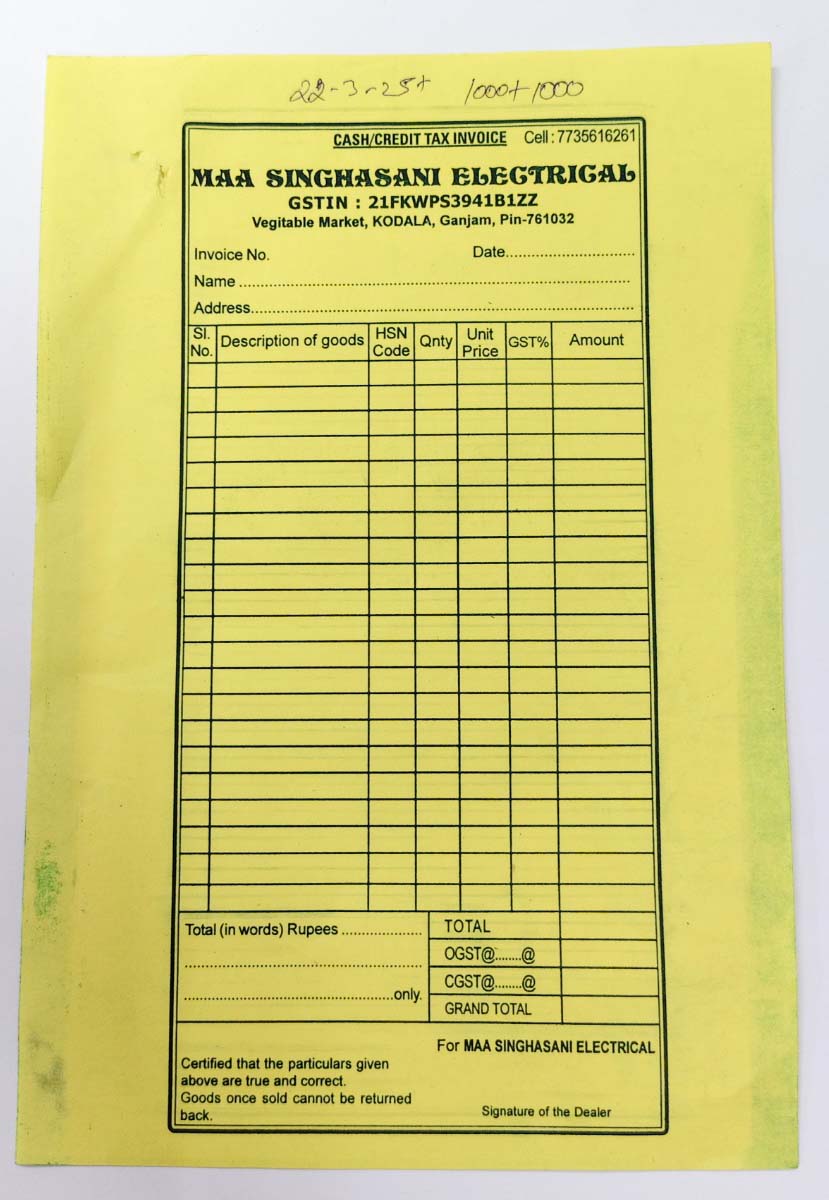 22-3-25+ 1000+1000
CASH/CREDIT TAX INVOICE Cell : 7735616261
MAA SINGHASANI ELECTRICAL
GSTIN : 21FKWPS3941B1ZZ
Vegitable Market, KODALA, Ganjam, Pin-761032
Invoice No. Date..............................
Name ..............................................................................
Address..............................................................................
Sl. No. Description of goods HSN Code Qnty Unit Price GST% Amount
Total (in words) Rupees .................... TOTAL
............................................................ OGST@........@
CGST@........@
.....................................................only. GRAND TOTAL
For MAA SINGHASANI ELECTRICAL
Certified that the particulars given
above are true and correct.
Goods once sold cannot be returned
back. Signature of the Dealer